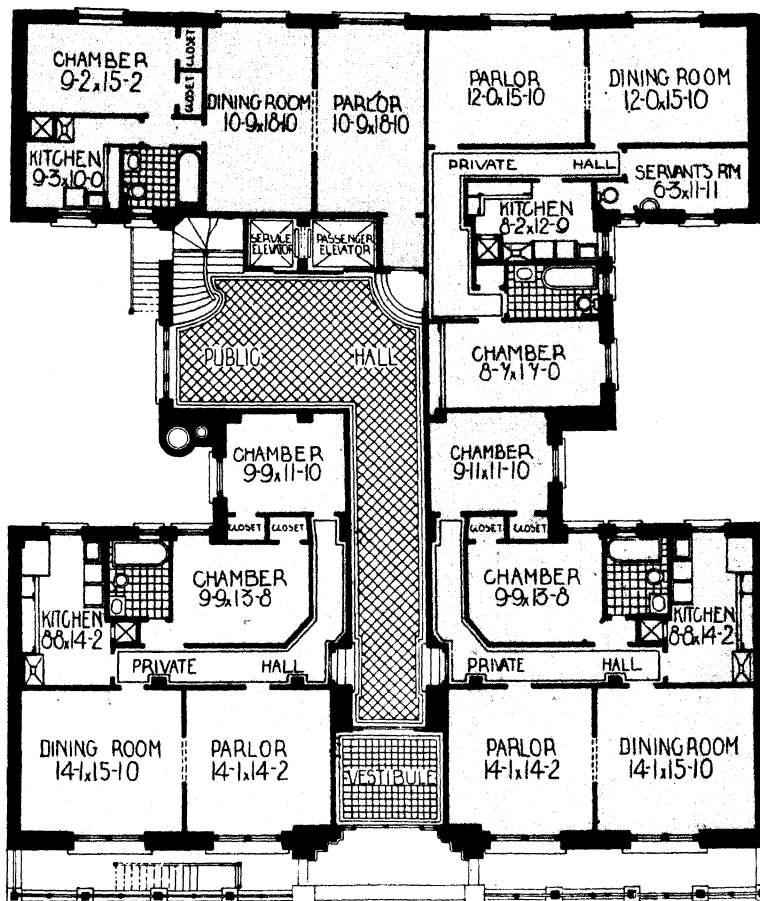 CHAMBER
9-2x15-2
CLOSET
CLOSET
DINING ROOM
10-9x18-10
PARLOR
10-9x18-10
PARLOR
12-0x15-10
DINING ROOM
12-0x15-10
KITCHEN
9-3x10-0
PRIVATE HALL
SERVANT'S RM
6-3x11-11
KITCHEN
8-2x12-9
SERVICE
ELEVATOR
PASSENGER
ELEVATOR
PUBLIC HALL
CHAMBER
8-7x17-0
CHAMBER
9-9x11-10
CHAMBER
9-11x11-10
CLOSET
CLOSET
CLOSET
CLOSET
CHAMBER
9-9x13-8
CHAMBER
9-9x13-8
KITCHEN
8-8x14-2
KITCHEN
8-8x14-2
PRIVATE HALL
PRIVATE HALL
DINING ROOM
14-1x15-10
PARLOR
14-1x14-2
PARLOR
14-1x14-2
DINING ROOM
14-1x15-10
VESTIBULE